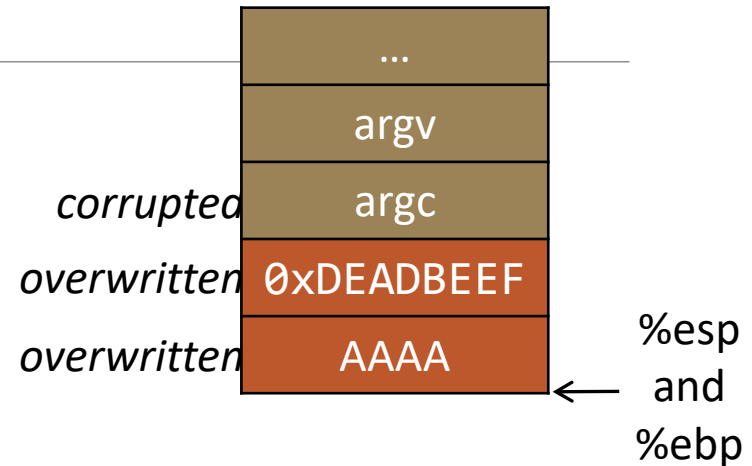 ...
argv
corrupted argc
overwritten 0xDEADBEEF
overwritten AAAA
%esp
and
%ebp